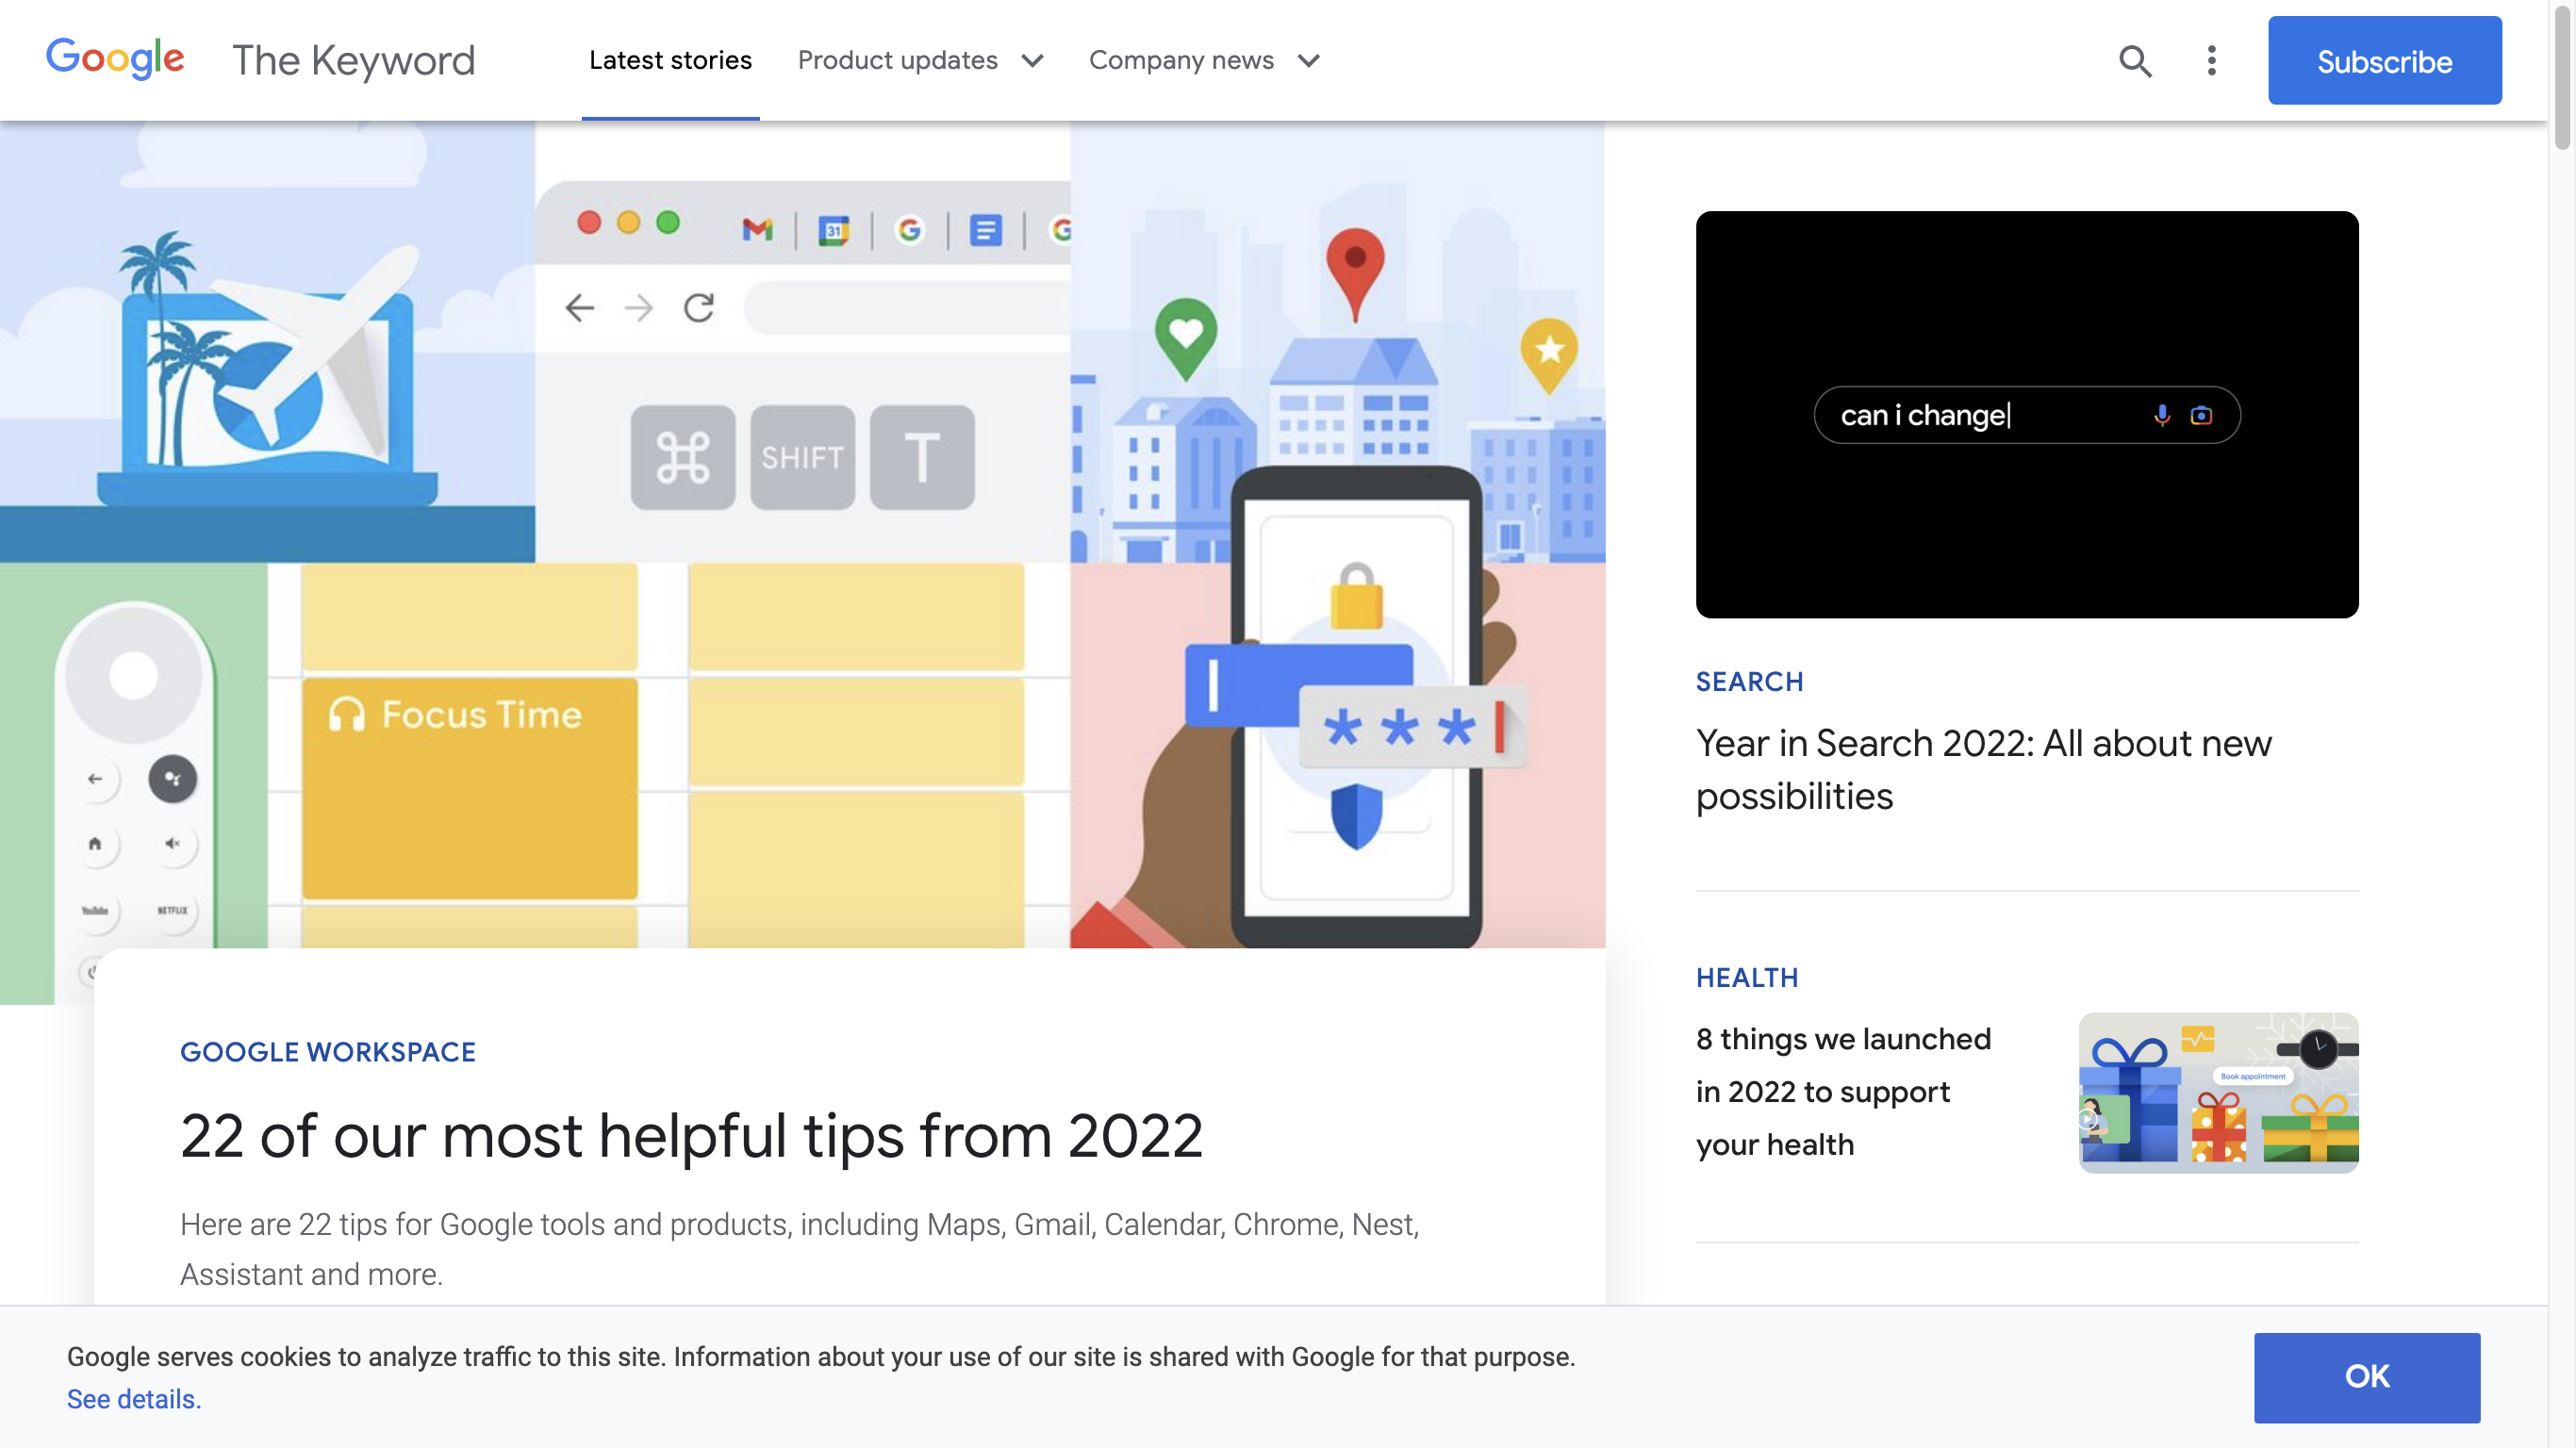 Google The Keyword Latest stories Product updates Company news Subscribe
31
SHIFT T
Focus Time
***
YouTube NETFLIX
GOOGLE WORKSPACE
22 of our most helpful tips from 2022
Here are 22 tips for Google tools and products, including Maps, Gmail, Calendar, Chrome, Nest,
Assistant and more.
can i change
SEARCH
Year in Search 2022: All about new
possibilities
HEALTH
8 things we launched
in 2022 to support
your health
Book appointment
Google serves cookies to analyze traffic to this site. Information about your use of our site is shared with Google for that purpose.
See details.
OK